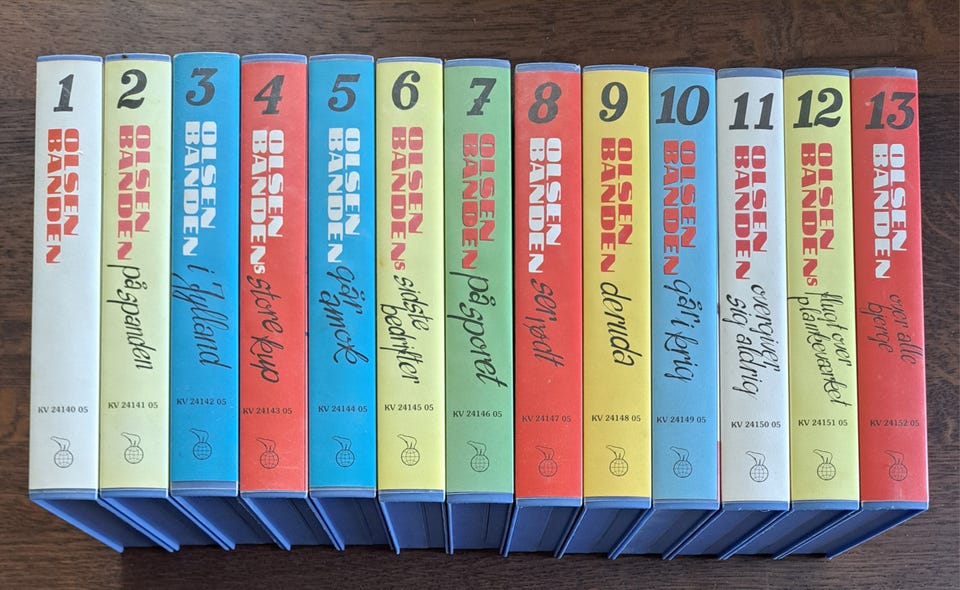 1
OLSEN
BANDEN
KV 24140 05
2
OLSEN
BANDEN
på spanden
KV 24141 05
3
OLSEN
BANDEN
i Jylland
KV 24142 05
4
OLSEN
BANDENs
store kup
KV 24143 05
5
OLSEN
BANDEN
går
amok
KV 24144 05
6
OLSEN
BANDENs
sidste
bedrifter
KV 24145 05
7
OLSEN
BANDEN
på sporet
KV 24146 05
8
OLSEN
BANDEN
ser rødt
KV 24147 05
9
OLSEN
BANDEN
deruda
KV 24148 05
10
OLSEN
BANDEN
går i krig
KV 24149 05
11
OLSEN
BANDEN
overgiver
sig aldrig
KV 24150 05
12
OLSEN
BANDENs
flugt over
plankeværket
KV 24151 05
13
OLSEN
BANDEN
over alle
bjerge
KV 24152 05